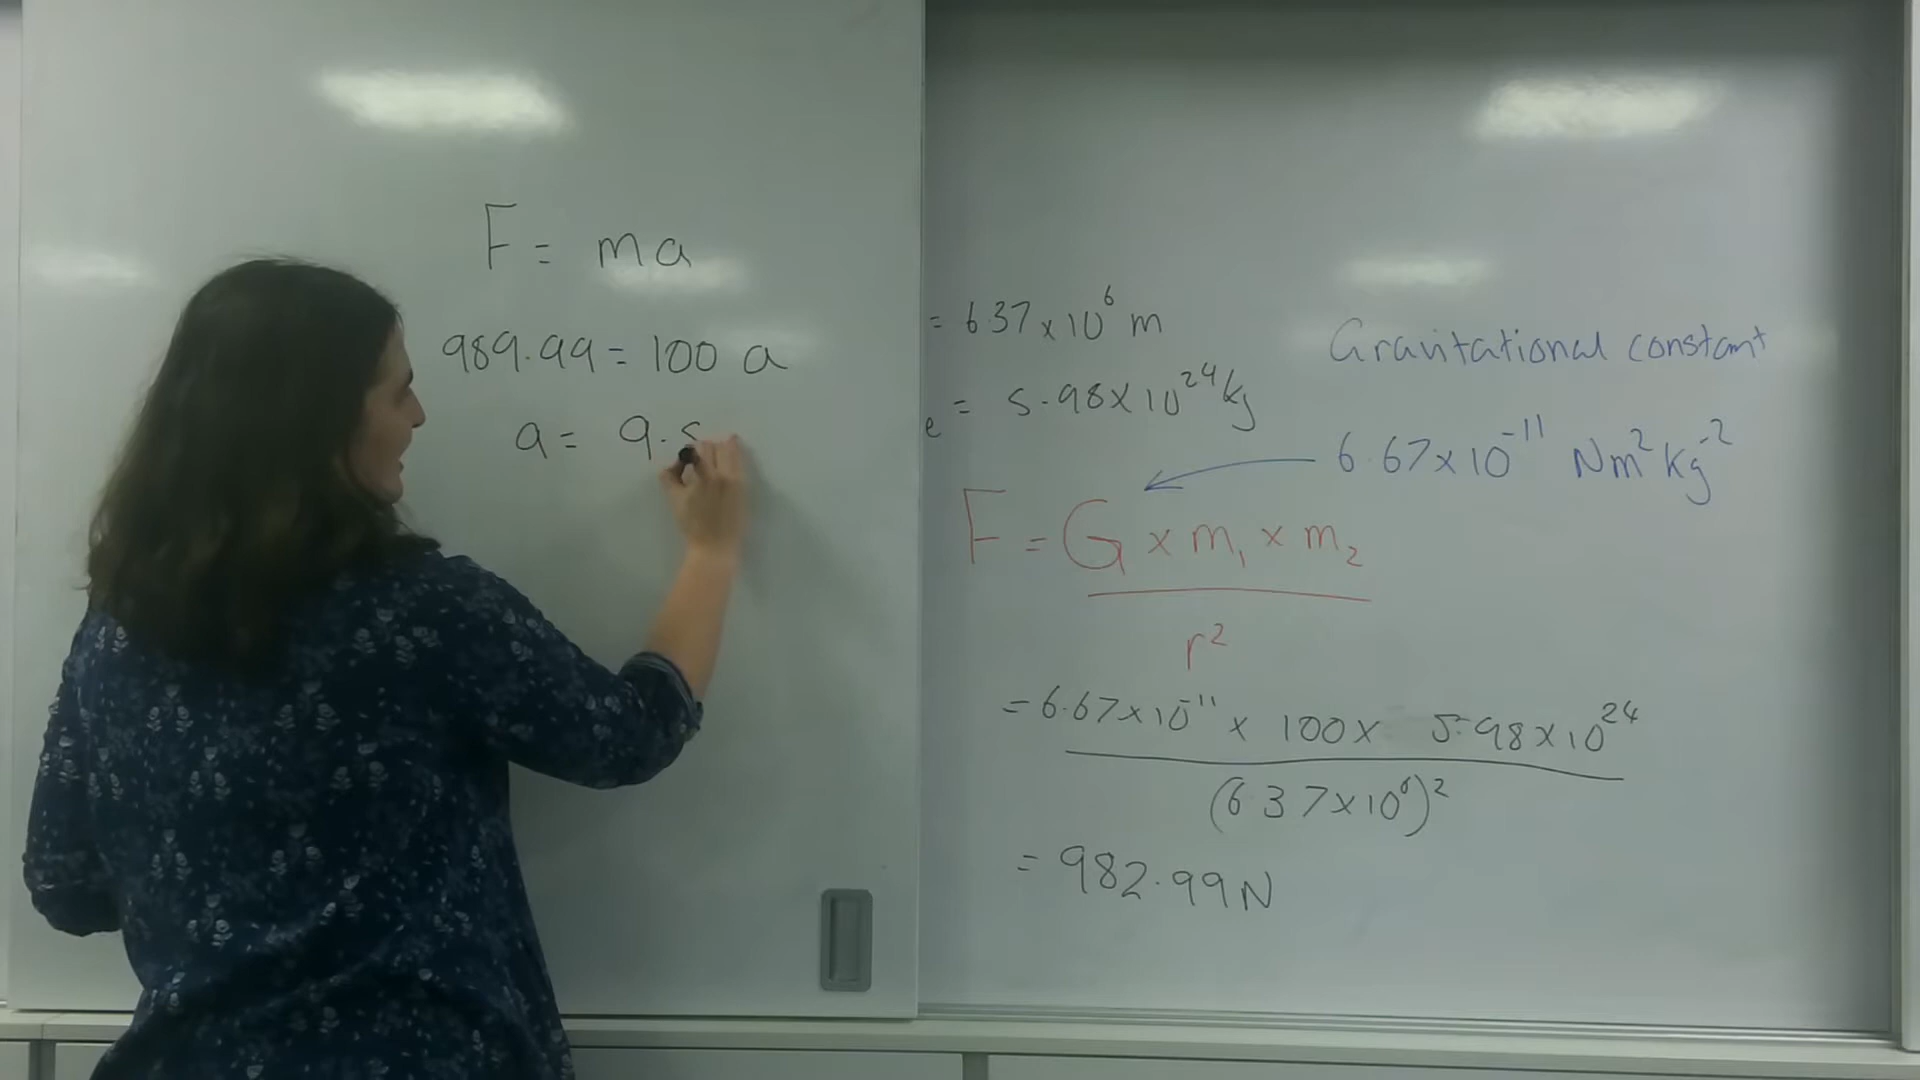 F = ma
989.99 = 100 a
a = 9.
= 6.37 x 10⁶ m
e = 5.98 x 10²⁴ kg
Gravitational constant
6.67 x 10⁻¹¹ Nm² kg⁻²
F = G x m₁ x m₂
r²
= 6.67 x 10⁻¹¹ x 100 x 5.98 x 10²⁴
(6.37 x 10⁶)²
= 982.99 N